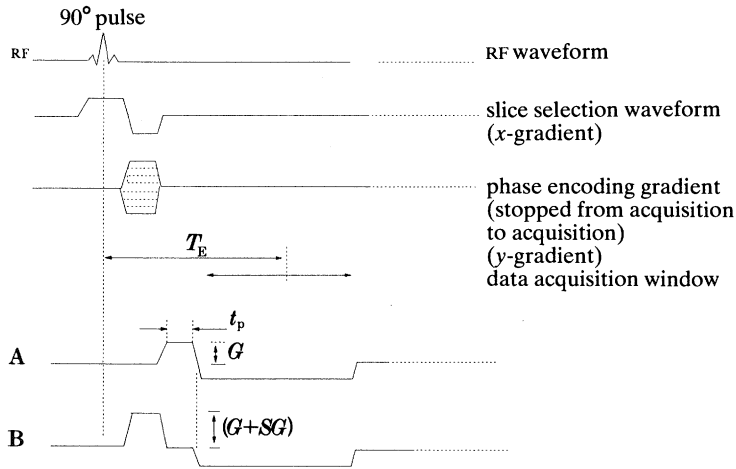 90° pulse
RF
RF waveform
slice selection waveform
(x-gradient)
phase encoding gradient
(stopped from acquisition
to acquisition)
(y-gradient)
data acquisition window
T_E
t_p
A
G
B
(G+SG)